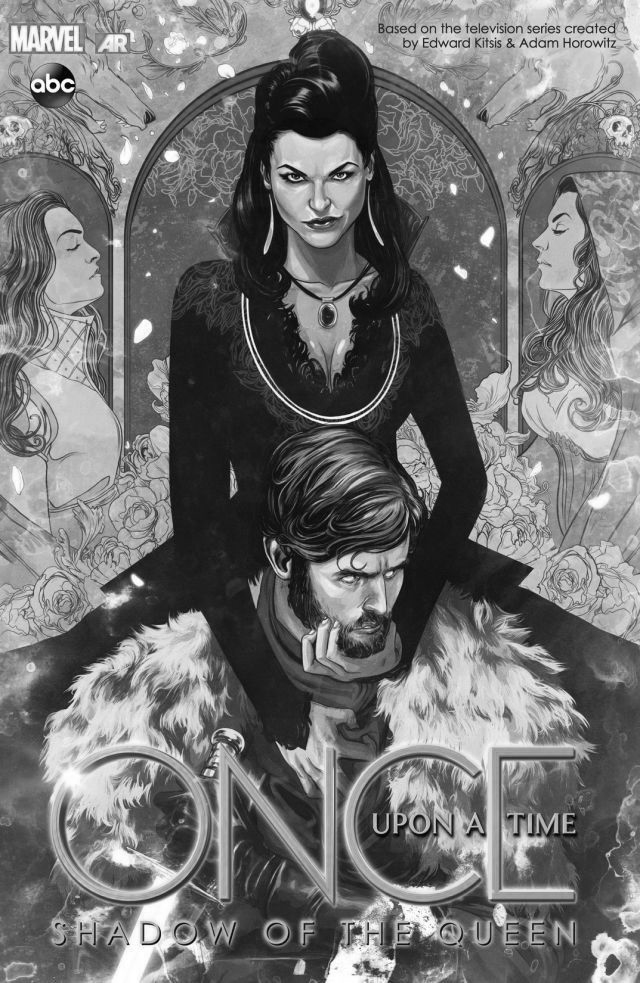 MARVEL AR
Based on the television series created
by Edward Kitsis & Adam Horowitz
abc
ONCE
UPON A TIME
SHADOW OF THE QUEEN